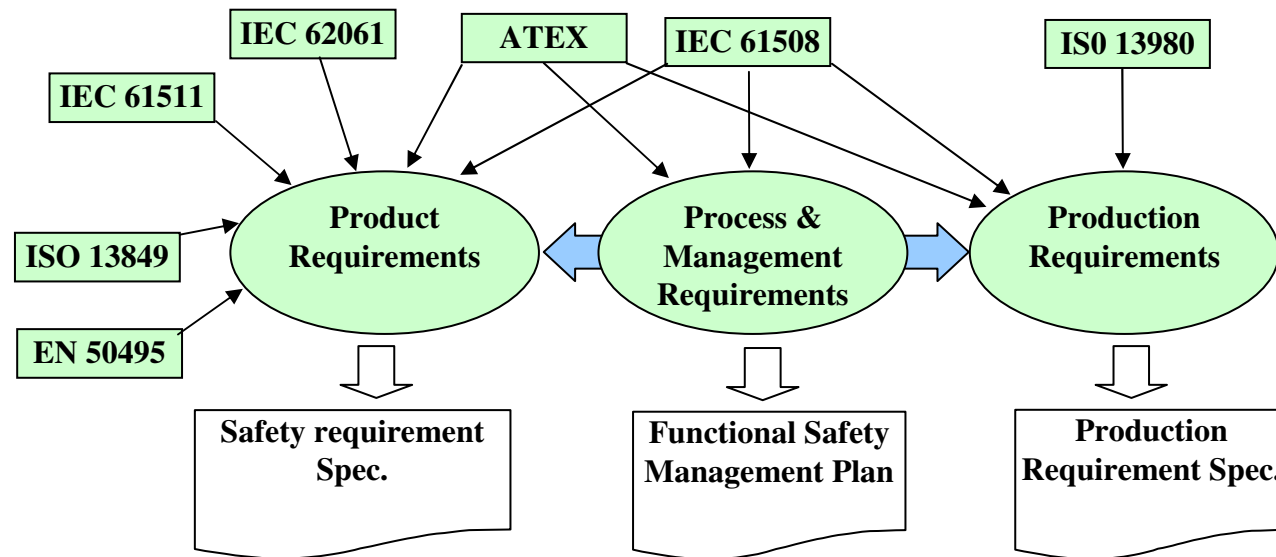 IEC 62061
ATEX
IEC 61508
IS0 13980
IEC 61511
ISO 13849
EN 50495
Product
Requirements
Process &
Management
Requirements
Production
Requirements
Safety requirement
Spec.
Functional Safety
Management Plan
Production
Requirement Spec.